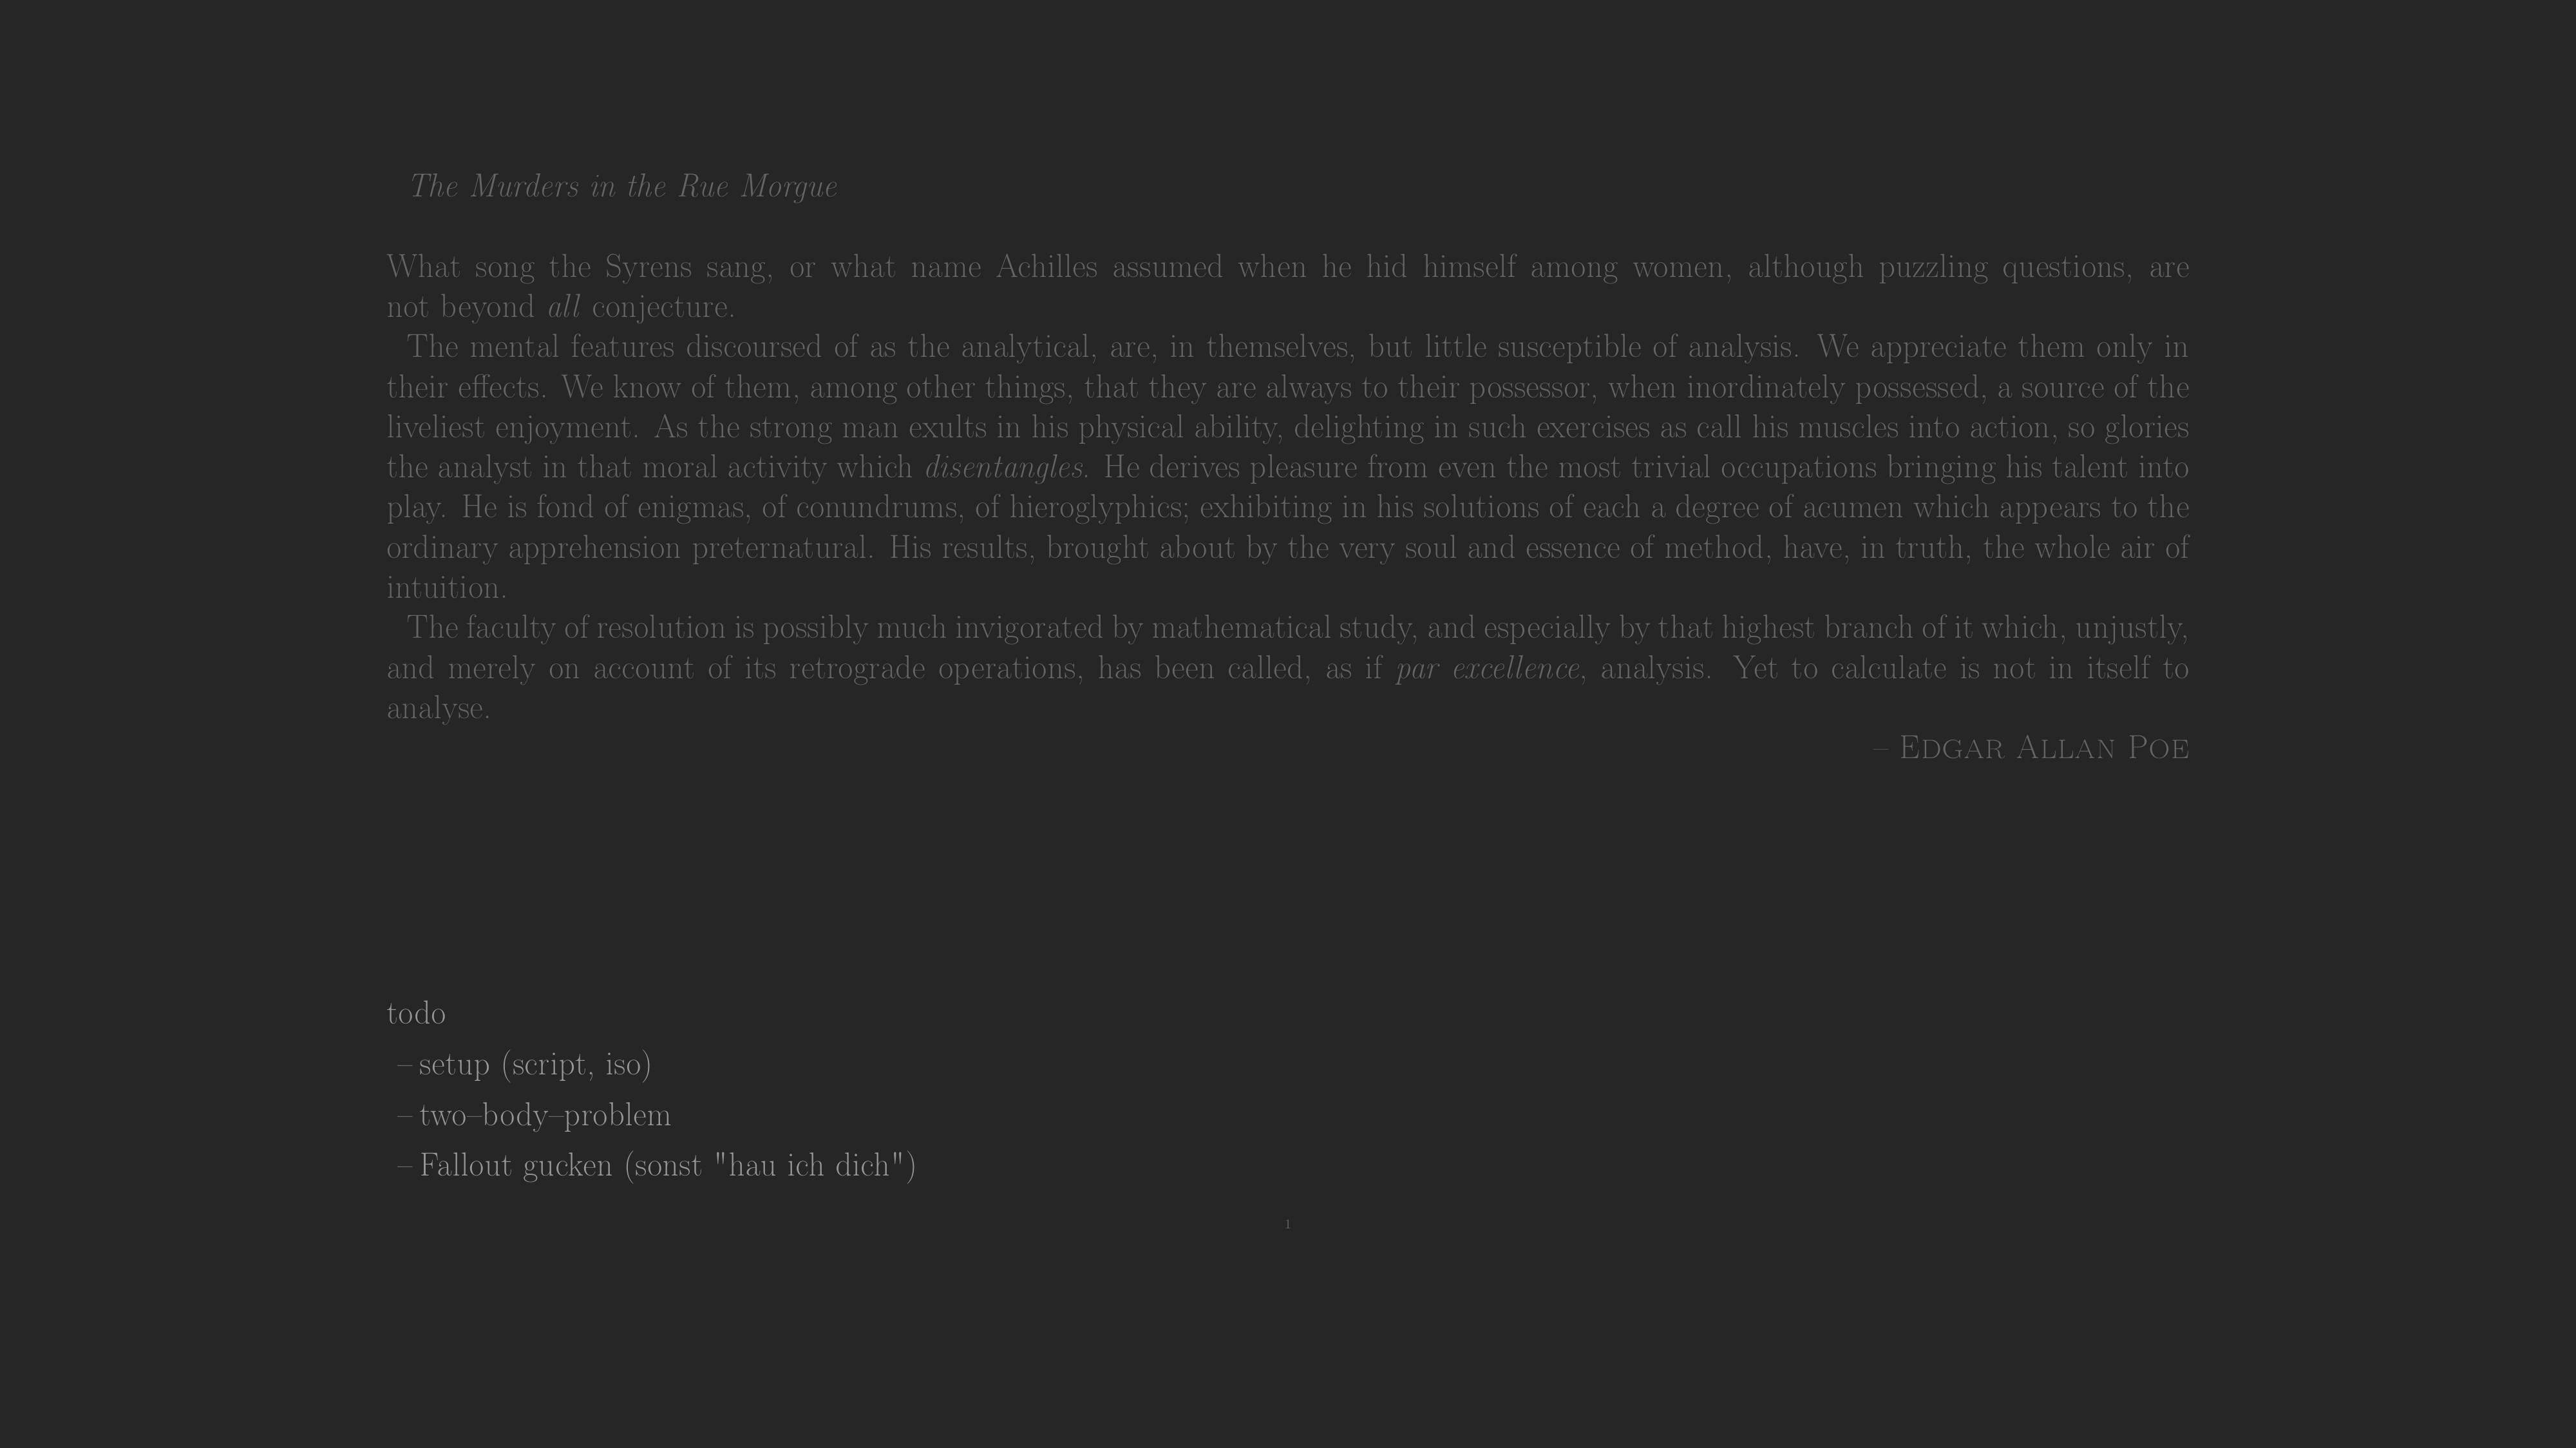 The Murders in the Rue Morgue
What song the Syrens sang, or what name Achilles assumed when he hid himself among women, although puzzling questions, are
not beyond all conjecture.
The mental features discoursed of as the analytical, are, in themselves, but little susceptible of analysis. We appreciate them only in
their effects. We know of them, among other things, that they are always to their possessor, when inordinately possessed, a source of the
liveliest enjoyment. As the strong man exults in his physical ability, delighting in such exercises as call his muscles into action, so glories
the analyst in that moral activity which disentangles. He derives pleasure from even the most trivial occupations bringing his talent into
play. He is fond of enigmas, of conundrums, of hieroglyphics; exhibiting in his solutions of each a degree of acumen which appears to the
ordinary apprehension preternatural. His results, brought about by the very soul and essence of method, have, in truth, the whole air of
intuition.
The faculty of resolution is possibly much invigorated by mathematical study, and especially by that highest branch of it which, unjustly,
and merely on account of its retrograde operations, has been called, as if par excellence, analysis. Yet to calculate is not in itself to
analyse.
– Edgar Allan Poe
todo
– setup (script, iso)
– two–body–problem
– Fallout gucken (sonst "hau ich dich")
1